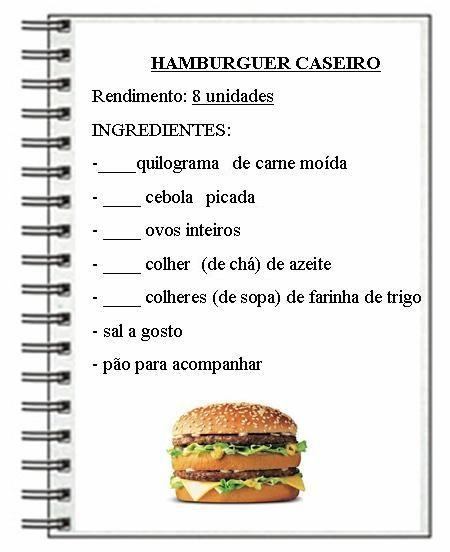 HAMBURGUER CASEIRO
Rendimento: 8 unidades
INGREDIENTES:
-____quilograma de carne moída
- ____ cebola picada
- ____ ovos inteiros
- ____ colher (de chá) de azeite
- ____ colheres (de sopa) de farinha de trigo
- sal a gosto
- pão para acompanhar